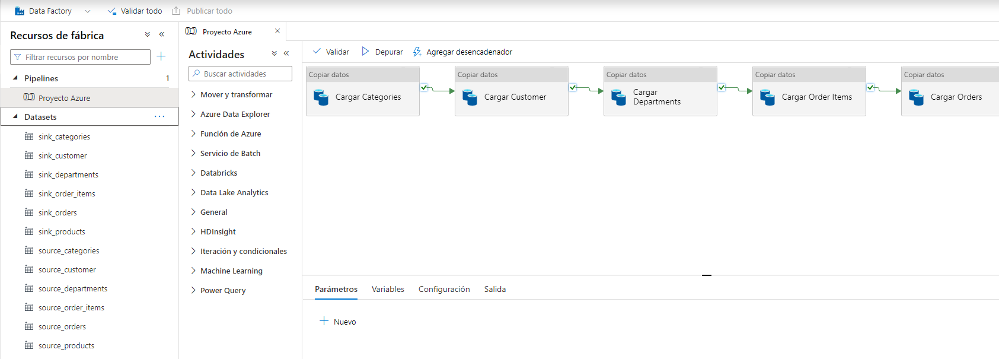 Data Factory
Validar todo
Publicar todo
Recursos de fábrica
Filtrar recursos por nombre
Pipelines 1
Proyecto Azure
Datasets
sink_categories
sink_customer
sink_departments
sink_order_items
sink_orders
sink_products
source_categories
source_customer
source_departments
source_order_items
source_orders
source_products
Proyecto Azure
Actividades
Buscar actividades
Mover y transformar
Azure Data Explorer
Función de Azure
Servicio de Batch
Databricks
Data Lake Analytics
General
HDInsight
Iteración y condicionales
Machine Learning
Power Query
Validar
Depurar
Agregar desencadenador
Copiar datos
Cargar Categories
Copiar datos
Cargar Customer
Copiar datos
Cargar
Departments
Copiar datos
Cargar Order Items
Copiar datos
Cargar Orders
Parámetros
Variables
Configuración
Salida
Nuevo